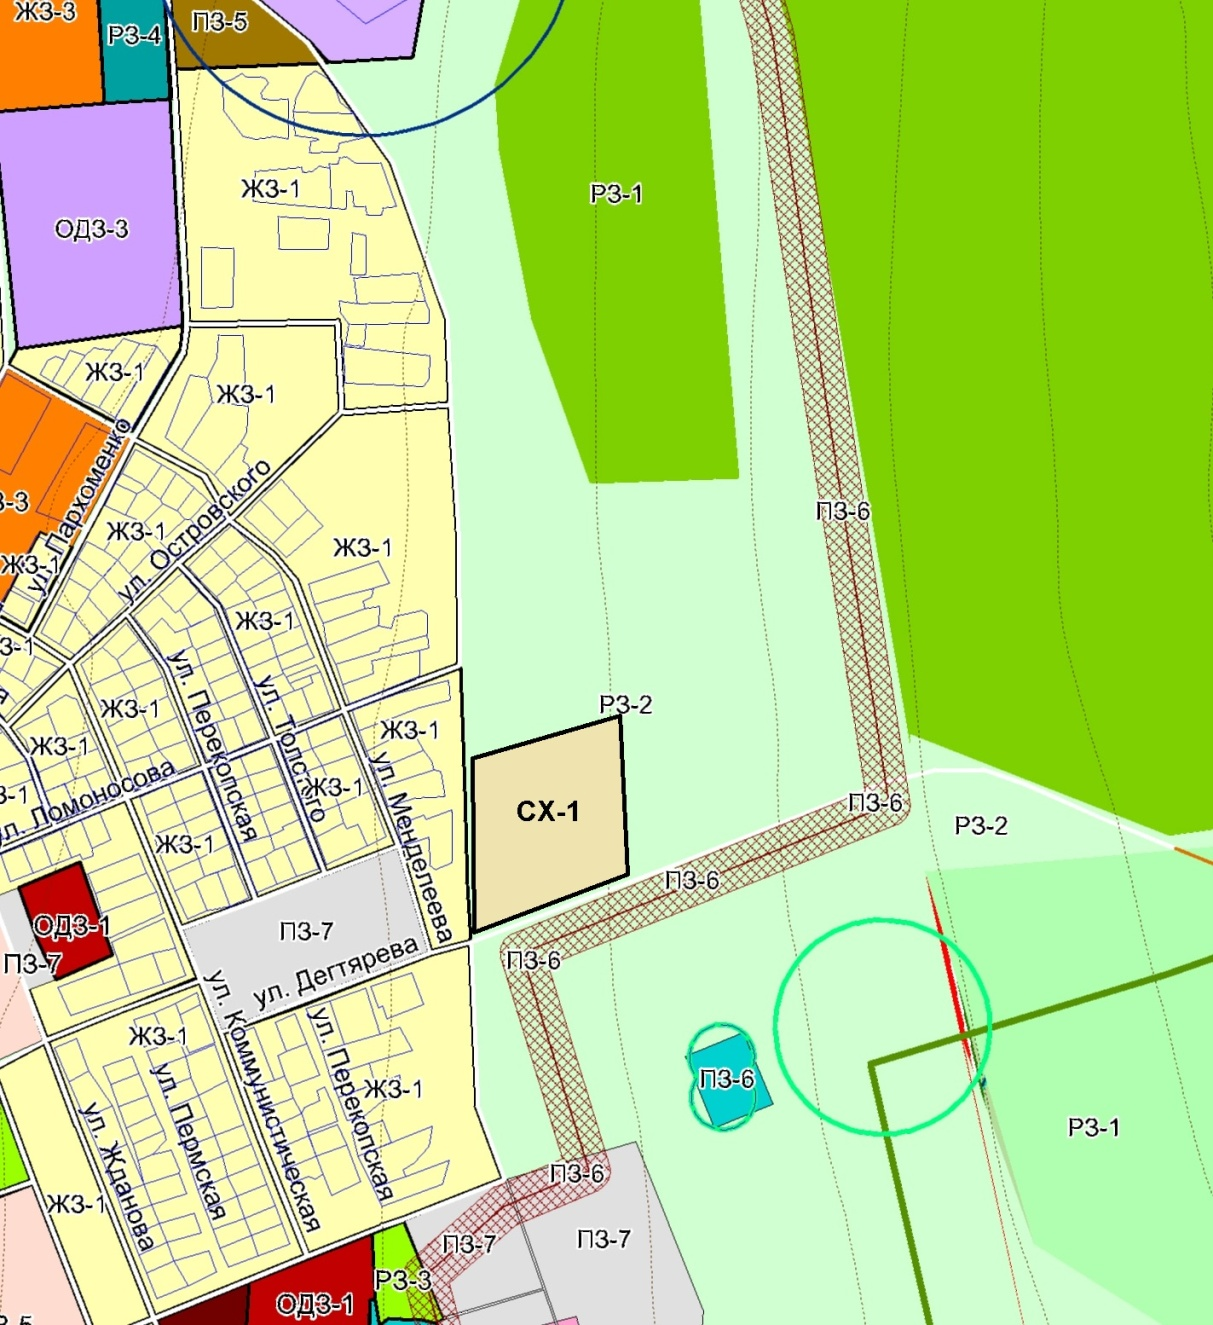 ЖЗ-3
РЗ-4
ПЗ-5
ЖЗ-1
РЗ-1
ОДЗ-3
ЖЗ-1
ЖЗ-1
ул. Пархоменко
ул. Островского
З-3
ЖЗ-1
ЖЗ-1
ПЗ-6
ЖЗ-1
ЖЗ-1
З-1
ул. Перекопская
ул. Толстого
ЖЗ-1
РЗ-2
ЖЗ-1
ЖЗ-1
ул. Менделеева
З-1
ул. Ломоносова
ЖЗ-1
СХ-1
ПЗ-6
РЗ-2
ЖЗ-1
ПЗ-6
ОДЗ-1
ПЗ-7
ПЗ-7
ул. Дегтярева
ПЗ-6
ул. Коммунистическая
ЖЗ-1
ул. Перекопская
ПЗ-6
ЖЗ-1
ул. Пермская
ул. Жданова
РЗ-1
ПЗ-6
ЖЗ-1
ПЗ-7
ПЗ-7
РЗ-3
ОДЗ-1